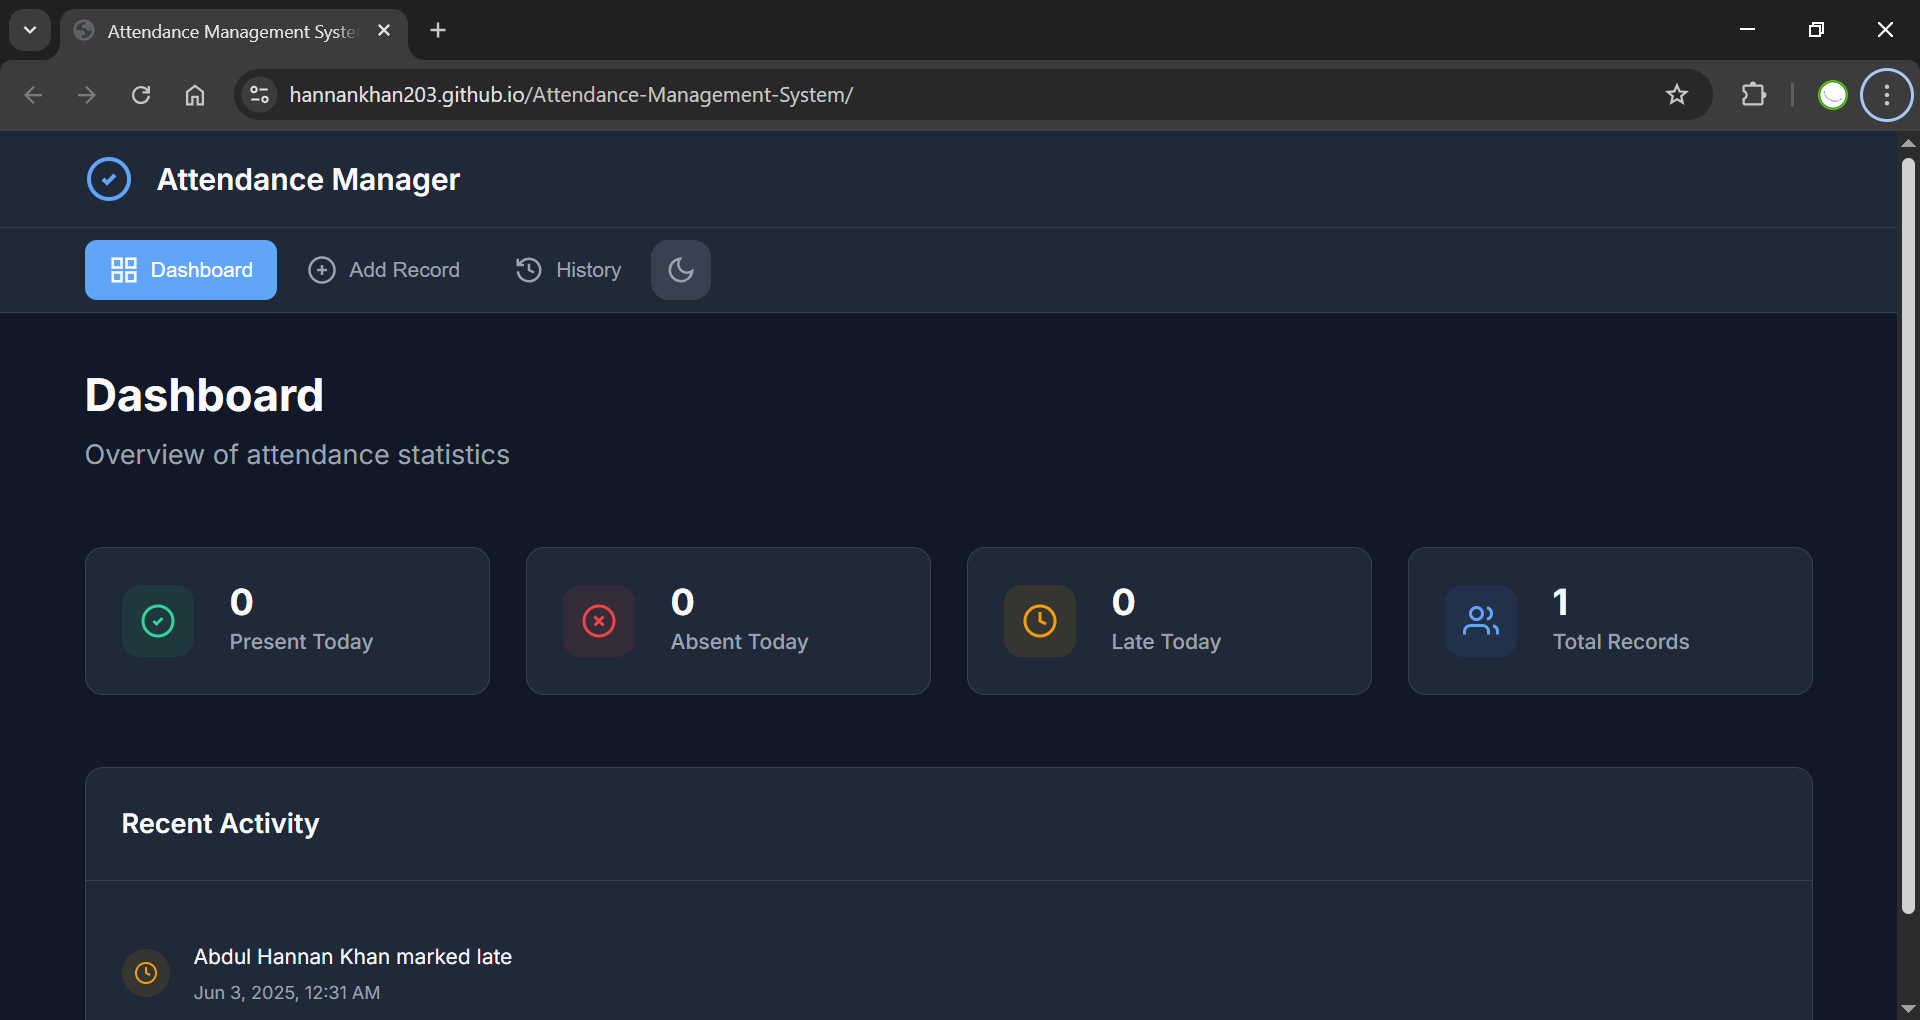 Attendance Management Syste
hannankhan203.github.io/Attendance-Management-System/
Attendance Manager
Dashboard
Add Record
History
Dashboard
Overview of attendance statistics
0
Present Today
0
Absent Today
0
Late Today
1
Total Records
Recent Activity
Abdul Hannan Khan marked late
Jun 3, 2025, 12:31 AM